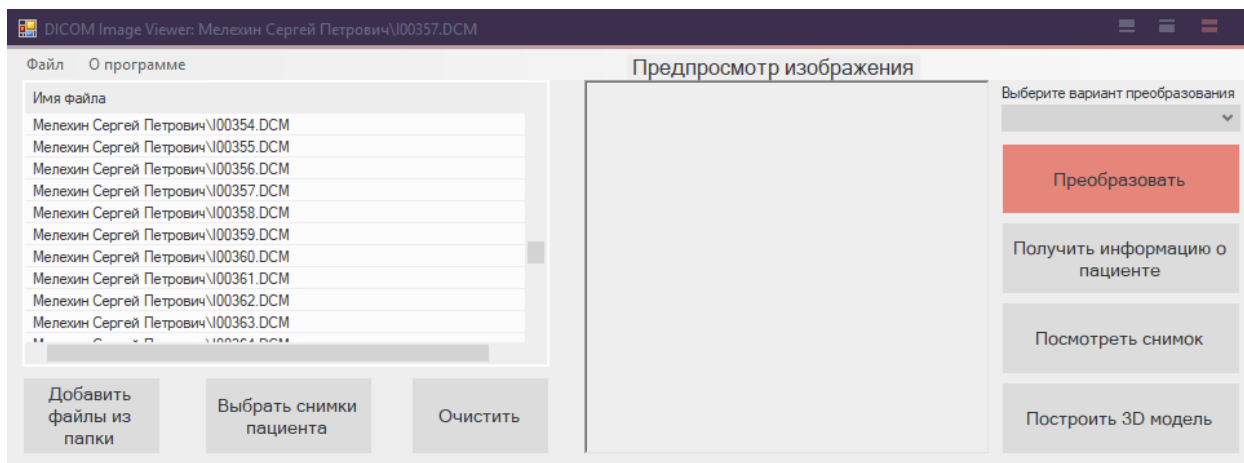 DICOM Image Viewer: Мелехин Сергей Петрович\I00357.DCM
Файл О программе
Предпросмотр изображения
Имя файла
Мелехин Сергей Петрович\I00354.DCM
Мелехин Сергей Петрович\I00355.DCM
Мелехин Сергей Петрович\I00356.DCM
Мелехин Сергей Петрович\I00357.DCM
Мелехин Сергей Петрович\I00358.DCM
Мелехин Сергей Петрович\I00359.DCM
Мелехин Сергей Петрович\I00360.DCM
Мелехин Сергей Петрович\I00361.DCM
Мелехин Сергей Петрович\I00362.DCM
Мелехин Сергей Петрович\I00363.DCM
Добавить
файлы из
папки
Выбрать снимки
пациента
Очистить
Выберите вариант преобразования
Преобразовать
Получить информацию о
пациенте
Посмотреть снимок
Построить 3D модель